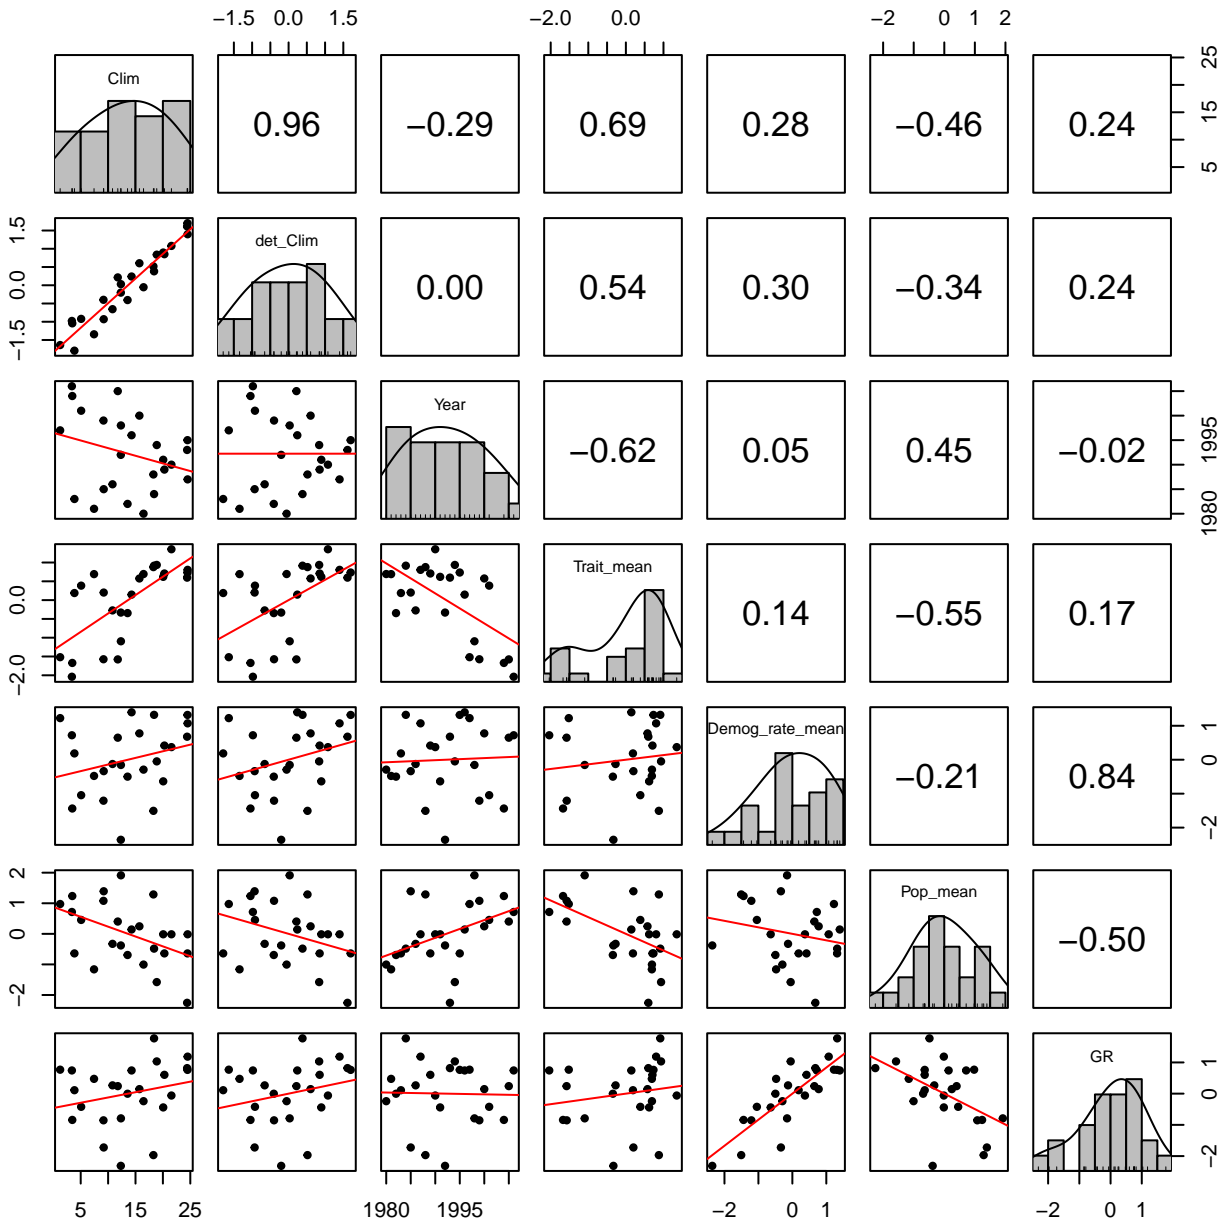 −1.5 0.0 1.5 −2.0 0.0 −2 0 1 2
Clim 0.96 −0.29 0.69 0.28 −0.46 0.24 5 15 25
−1.5 0.0 1.5 det_Clim 0.00 0.54 0.30 −0.34 0.24
Year −0.62 0.05 0.45 −0.02 1980 1995
−2.0 0.0 Trait_mean 0.14 −0.55 0.17
Demog_rate_mean −0.21 0.84 −2 0 1
−2 0 1 2 Pop_mean −0.50
GR −2 0 1
5 15 25 1980 1995 −2 0 1 −2 0 1